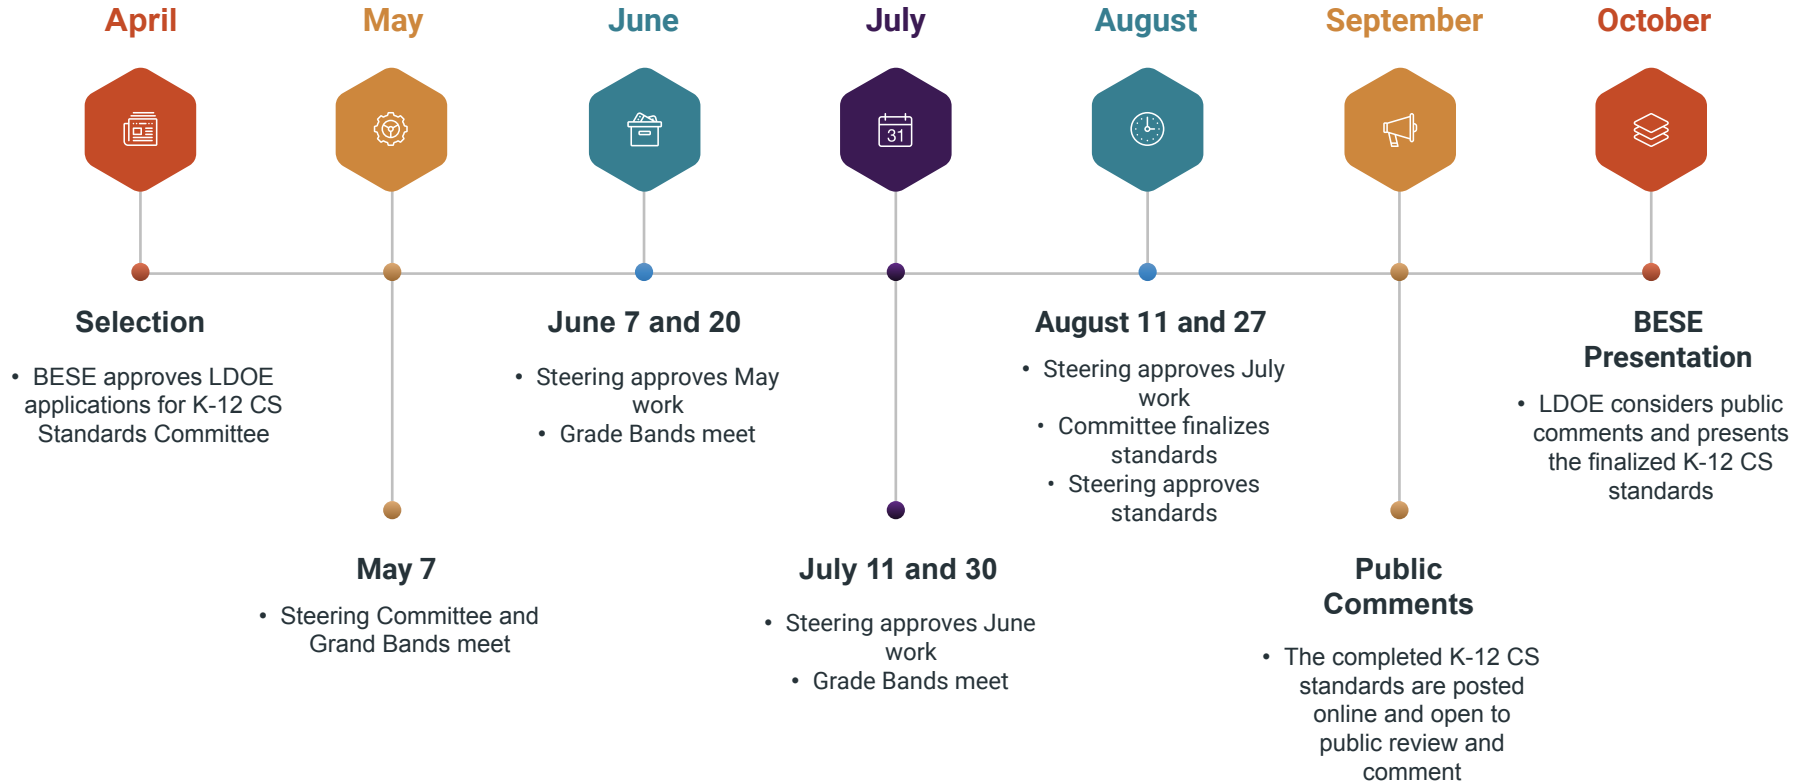 April
May
June
July
August
September
October
31
Selection
• BESE approves LDOE
applications for K-12 CS
Standards Committee
May 7
• Steering Committee and
Grand Bands meet
June 7 and 20
• Steering approves May
work
• Grade Bands meet
July 11 and 30
• Steering approves June
work
• Grade Bands meet
August 11 and 27
• Steering approves July
work
• Committee finalizes
standards
• Steering approves
standards
Public
Comments
• The completed K-12 CS
standards are posted
online and open to
public review and
comment
BESE
Presentation
• LDOE considers public
comments and presents
the finalized K-12 CS
standards